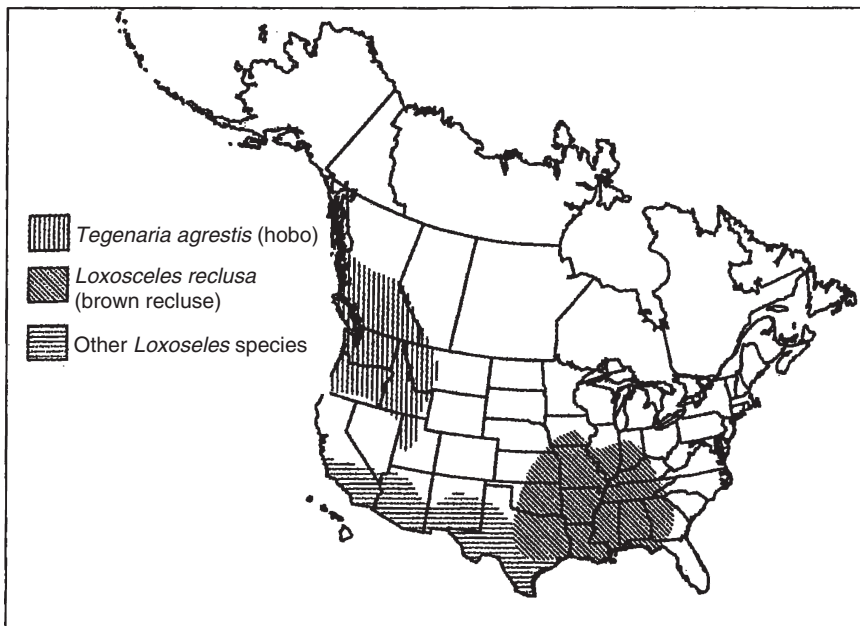 Tegenaria agrestis (hobo)
Loxosceles reclusa
(brown recluse)
Other Loxoseles species